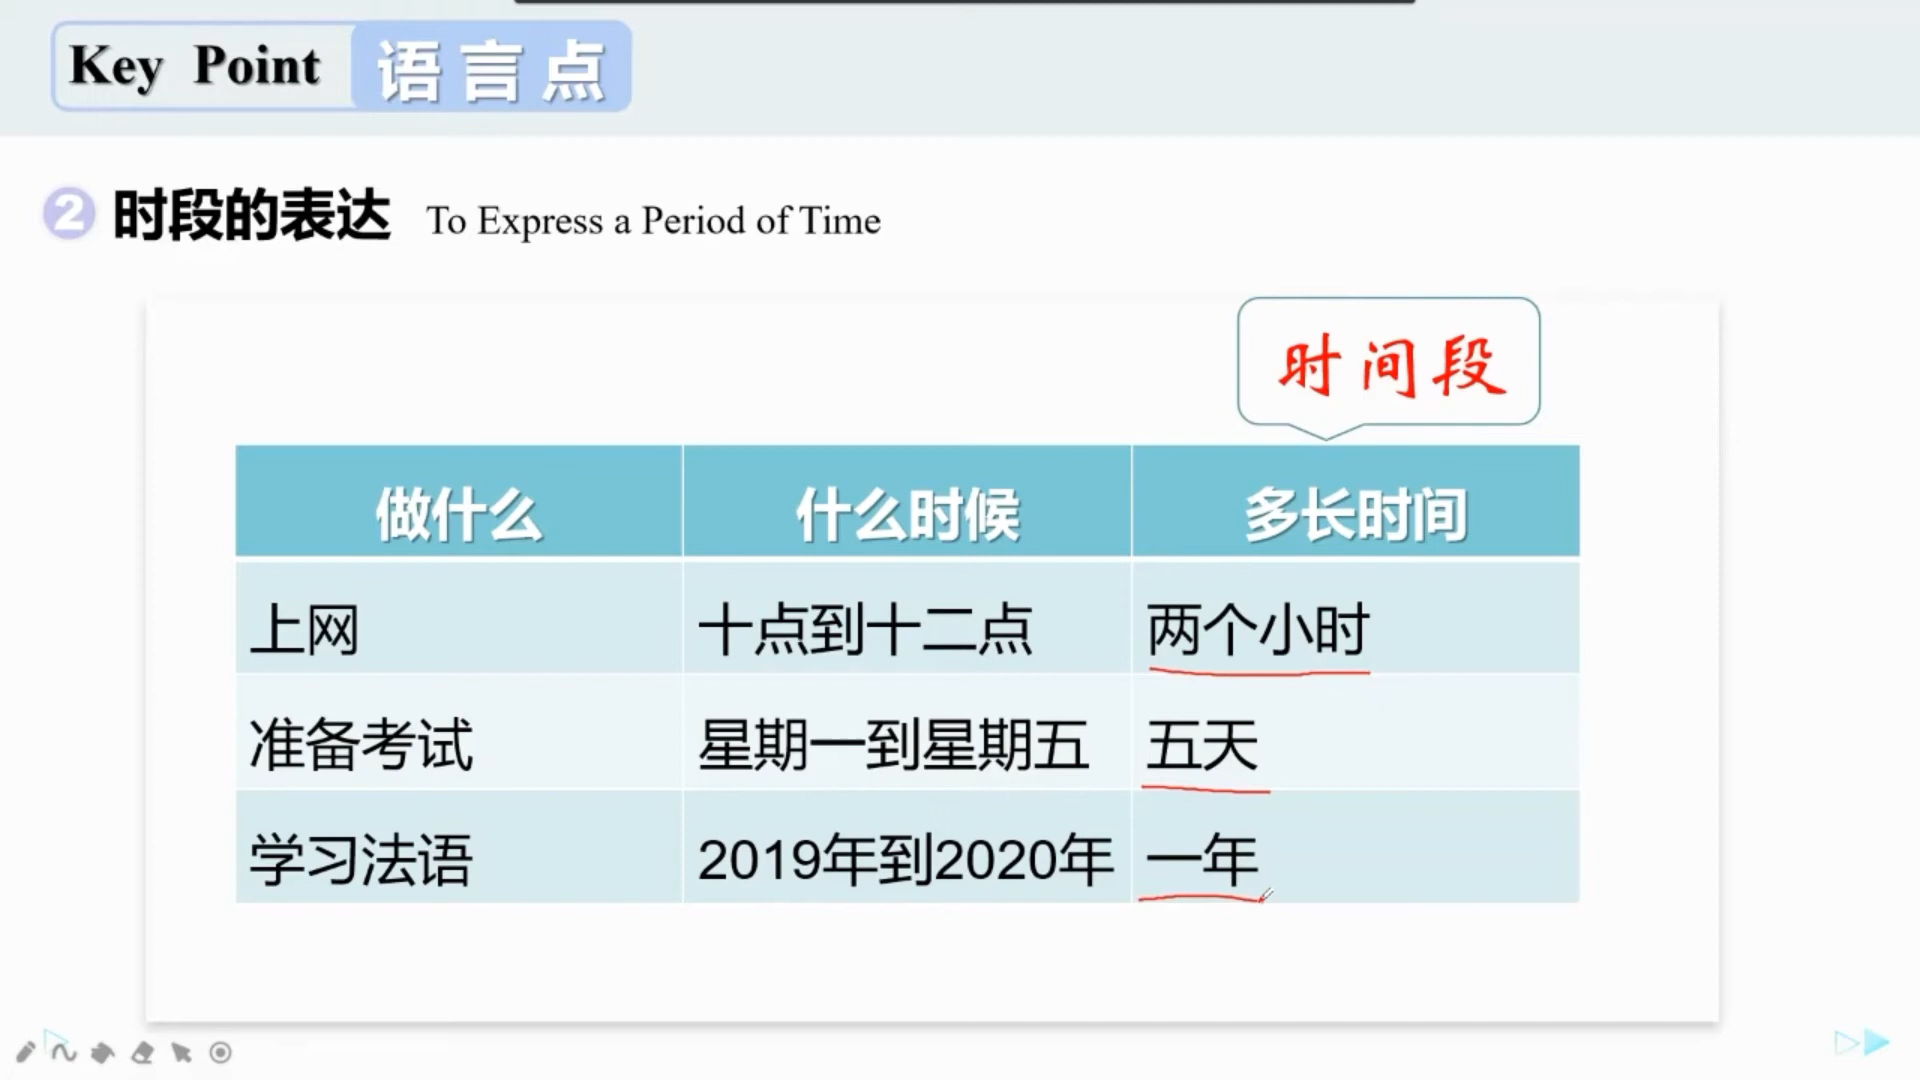 Key Point 语言点
2 时段的表达 To Express a Period of Time
时间段
做什么 什么时候 多长时间
上网 十点到十二点 两个小时
准备考试 星期一到星期五 五天
学习法语 2019年到2020年 一年